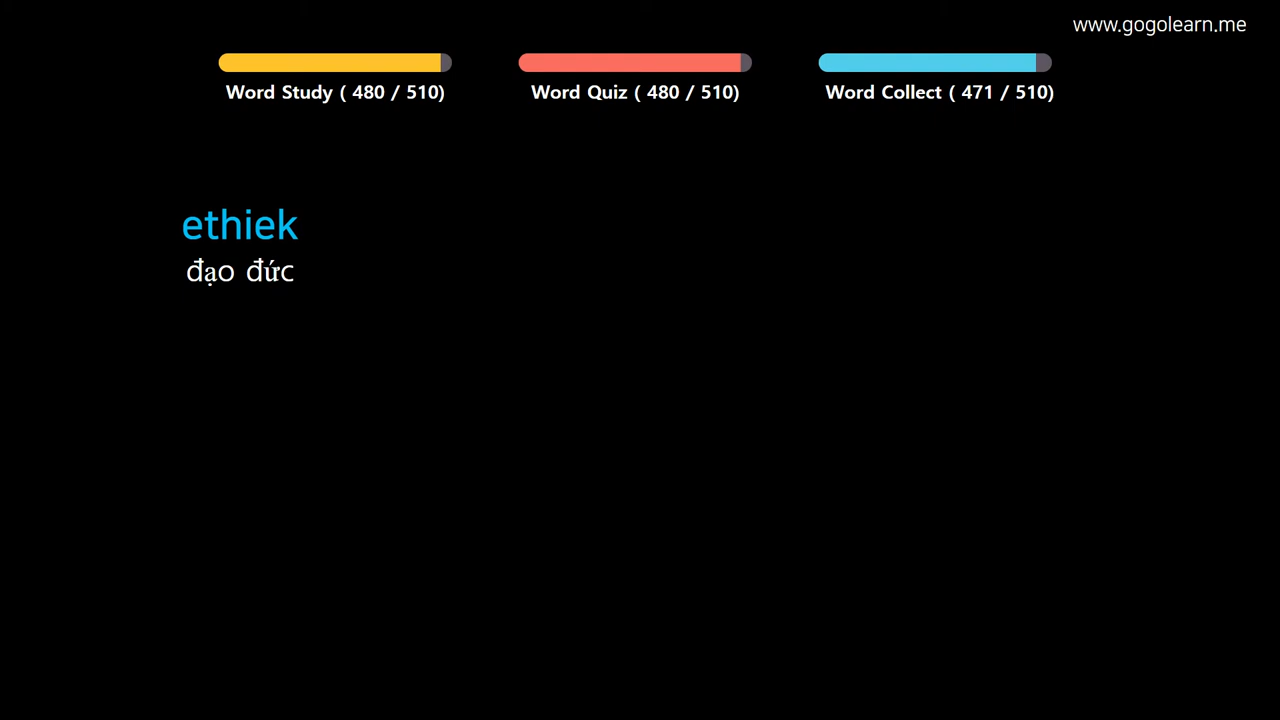 www.gogolearn.me
Word Study ( 480 / 510)
Word Quiz ( 480 / 510)
Word Collect ( 471 / 510)
ethiek
đạo đức